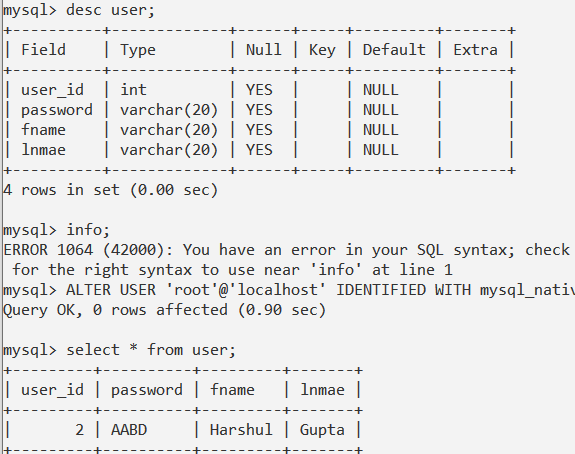 mysql> desc user;
+----------+-------------+------+-----+---------+-------+
| Field    | Type        | Null | Key | Default | Extra |
+----------+-------------+------+-----+---------+-------+
| user_id  | int         | YES  |     | NULL    |       |
| password | varchar(20) | YES  |     | NULL    |       |
| fname    | varchar(20) | YES  |     | NULL    |       |
| lnmae    | varchar(20) | YES  |     | NULL    |       |
+----------+-------------+------+-----+---------+-------+
4 rows in set (0.00 sec)
mysql> info;
ERROR 1064 (42000): You have an error in your SQL syntax; check
for the right syntax to use near 'info' at line 1
mysql> ALTER USER 'root'@'localhost' IDENTIFIED WITH mysql_nativ
Query OK, 0 rows affected (0.90 sec)
mysql> select * from user;
+---------+----------+---------+-------+
| user_id | password | fname   | lnmae |
+---------+----------+---------+-------+
|       2 | AABD     | Harshul | Gupta |
+---------+----------+---------+-------+